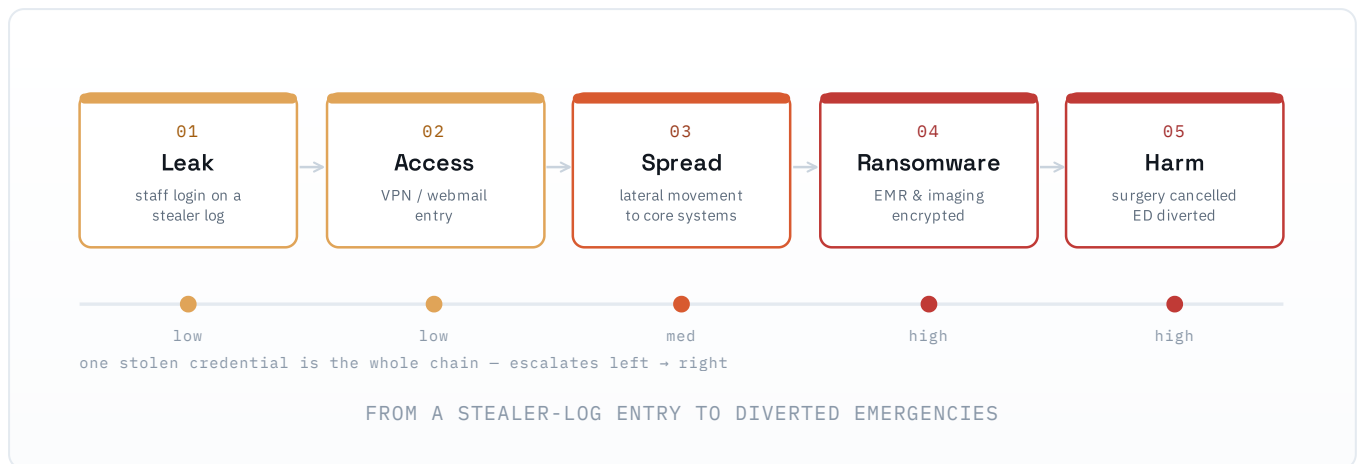 01
Leak
staff login on a
stealer log
02
Access
VPN / webmail
entry
03
Spread
lateral movement
to core systems
04
Ransomware
EMR & imaging
encrypted
05
Harm
surgery cancelled
ED diverted
low
low
med
high
high
one stolen credential is the whole chain — escalates left → right
FROM A STEALER-LOG ENTRY TO DIVERTED EMERGENCIES